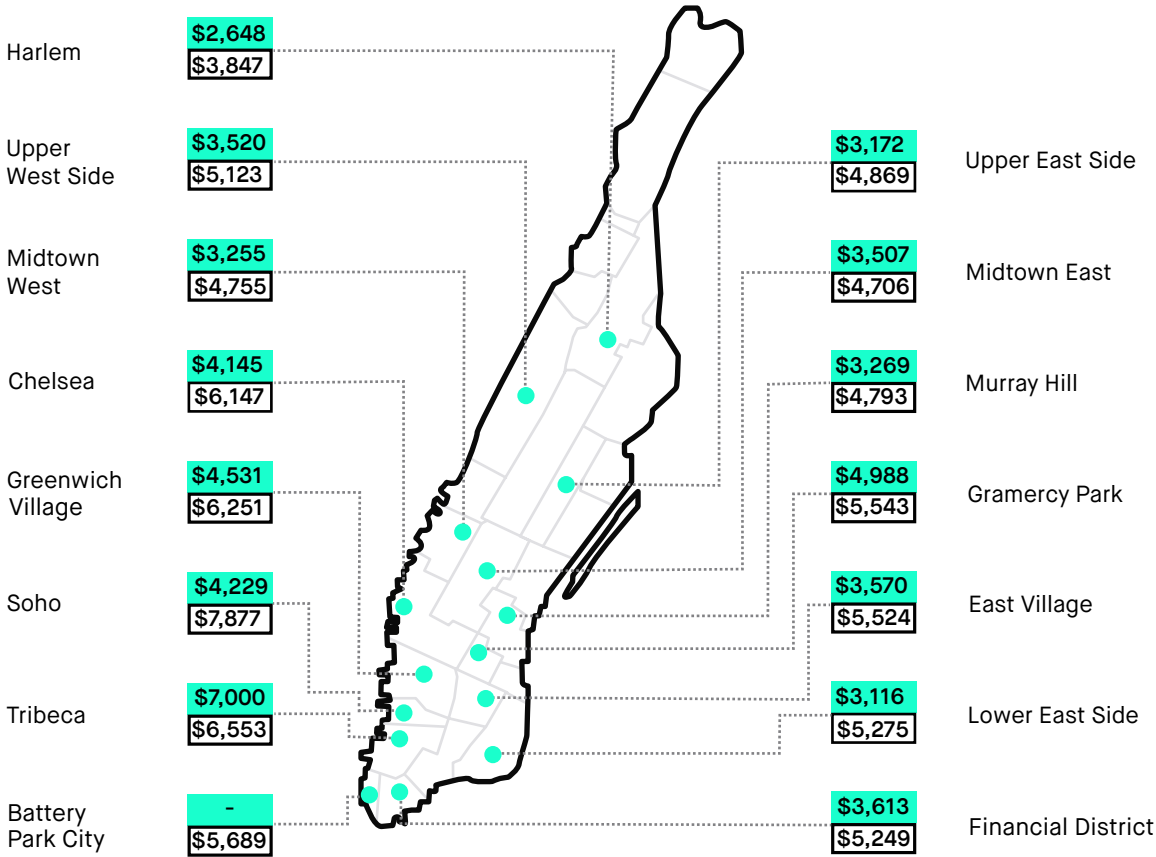 Harlem
$2,648
$3,847
Upper
West Side
$3,520
$5,123
Midtown
West
$3,255
$4,755
Chelsea
$4,145
$6,147
Greenwich
Village
$4,531
$6,251
Soho
$4,229
$7,877
Tribeca
$7,000
$6,553
Battery
Park City
-
$5,689
$3,172
$4,869
Upper East Side
$3,507
$4,706
Midtown East
$3,269
$4,793
Murray Hill
$4,988
$5,543
Gramercy Park
$3,570
$5,524
East Village
$3,116
$5,275
Lower East Side
$3,613
$5,249
Financial District